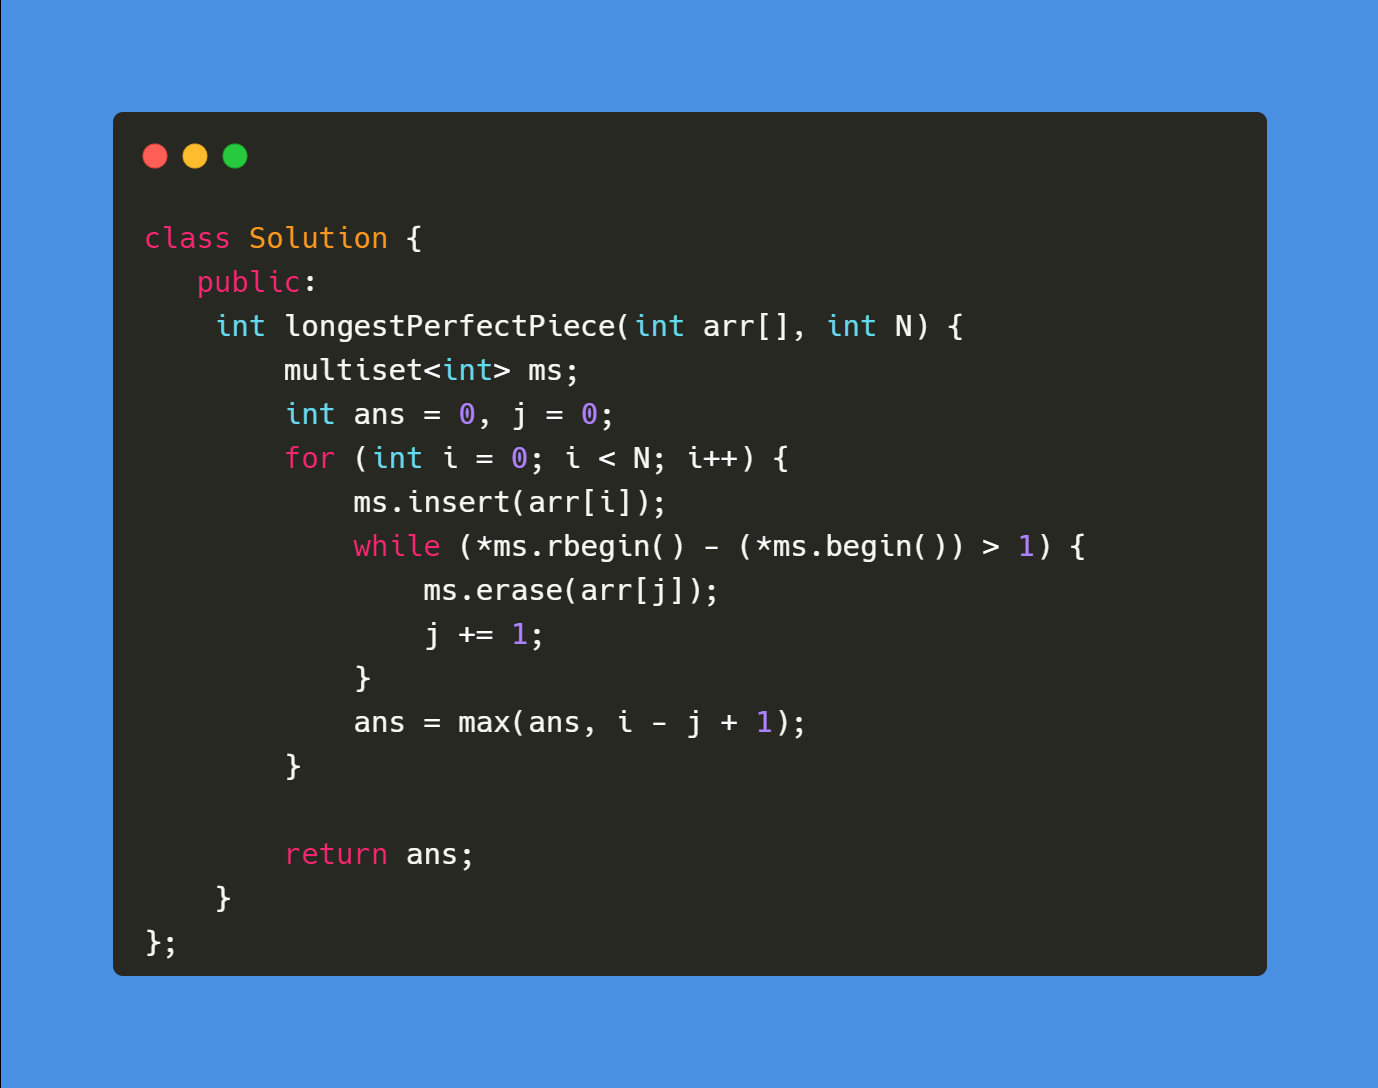 class Solution {
   public:
    int longestPerfectPiece(int arr[], int N) {
        multiset<int> ms;
        int ans = 0, j = 0;
        for (int i = 0; i < N; i++) {
            ms.insert(arr[i]);
            while (*ms.rbegin() - (*ms.begin()) > 1) {
                ms.erase(arr[j]);
                j += 1;
            }
            ans = max(ans, i - j + 1);
        }

        return ans;
    }
};